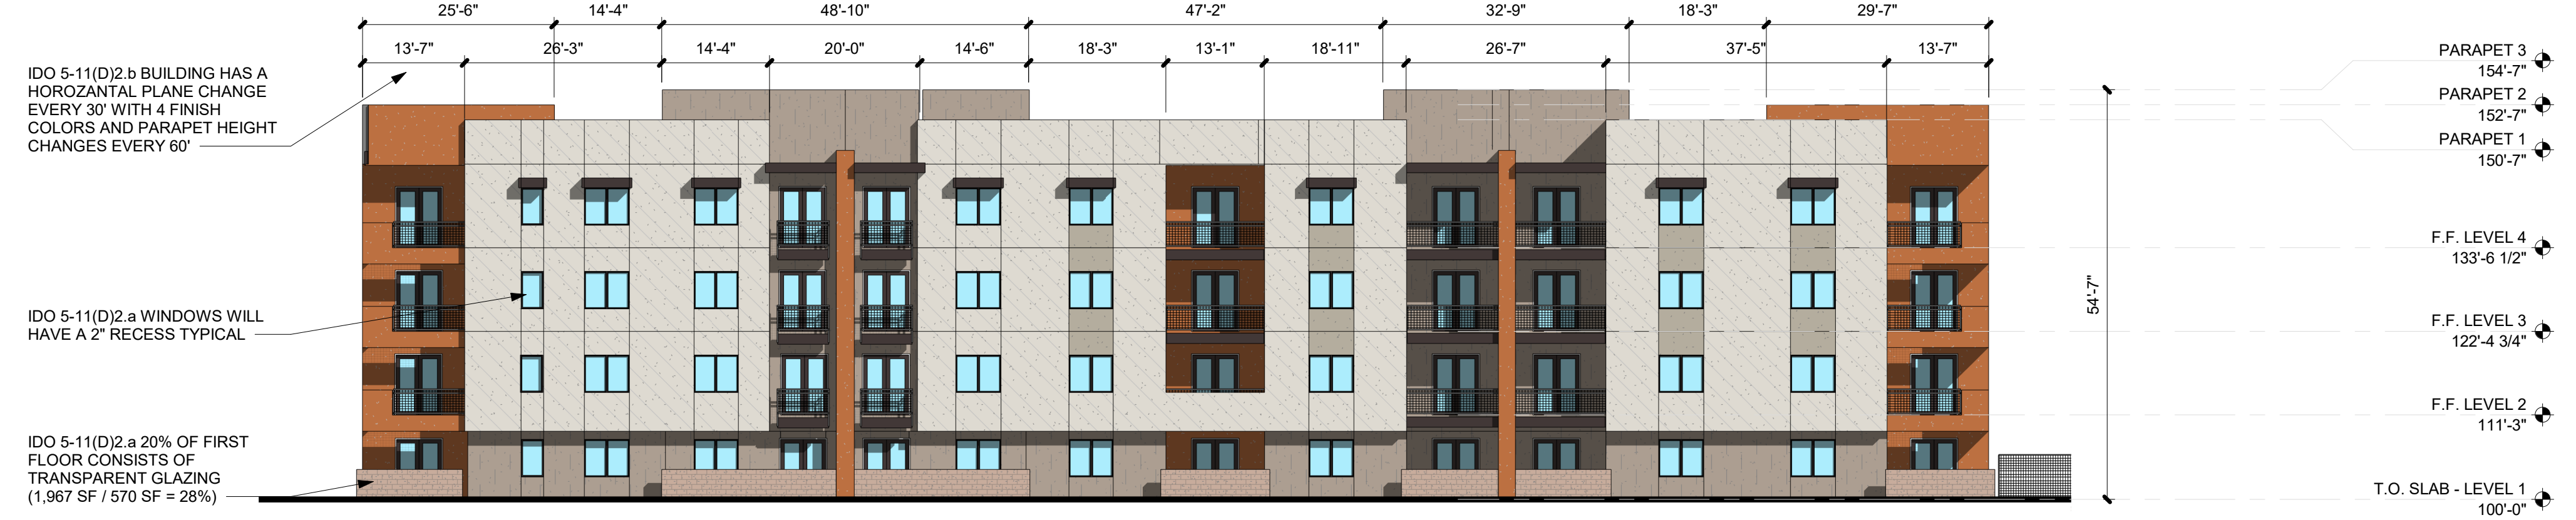 25'-6"
14'-4"
48'-10"
47'-2"
32'-9"
18'-3"
29'-7"
13'-7"
26'-3"
14'-4"
20'-0"
14'-6"
18'-3"
13'-1"
18'-11"
26'-7"
37'-5"
13'-7"
IDO 5-11(D)2.b BUILDING HAS A
HOROZANTAL PLANE CHANGE
EVERY 30' WITH 4 FINISH
COLORS AND PARAPET HEIGHT
CHANGES EVERY 60'
IDO 5-11(D)2.a WINDOWS WILL
HAVE A 2" RECESS TYPICAL
IDO 5-11(D)2.a 20% OF FIRST
FLOOR CONSISTS OF
TRANSPARENT GLAZING
(1,967 SF / 570 SF = 28%)
54'-7"
PARAPET 3
154'-7"
PARAPET 2
152'-7"
PARAPET 1
150'-7"
F.F. LEVEL 4
133'-6 1/2"
F.F. LEVEL 3
122'-4 3/4"
F.F. LEVEL 2
111'-3"
T.O. SLAB - LEVEL 1
100'-0"